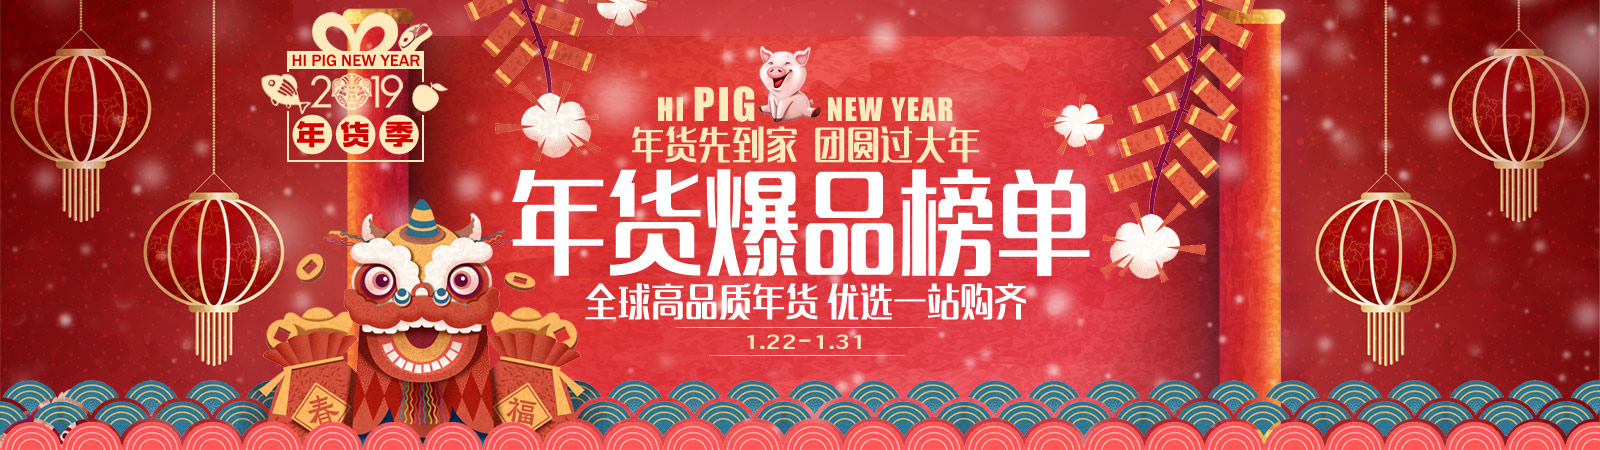 HI PIG NEW YEAR
2019
年货季
HI PIG NEW YEAR
年货先到家 团圆过大年
年货爆品榜单
全球高品质年货 优选一站购齐
1.22-1.31
春
福